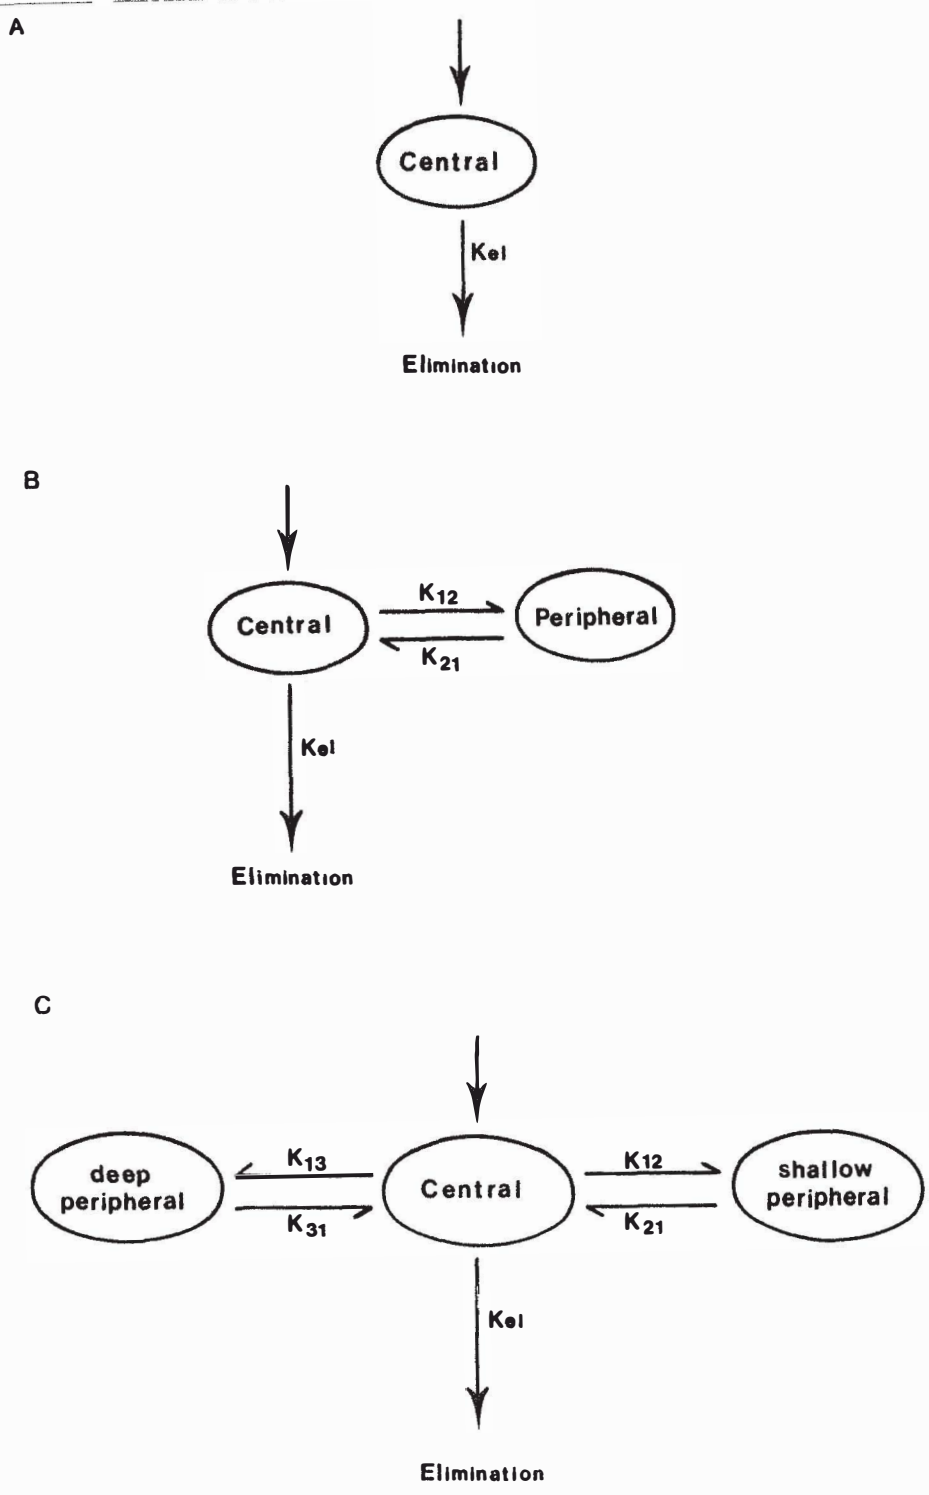 A
Central
Kel
Elimination
B
K12
Central
Peripheral
K21
Kel
Elimination
C
K13
K12
deep
peripheral
Central
shallow
peripheral
K31
K21
Kel
Elimination